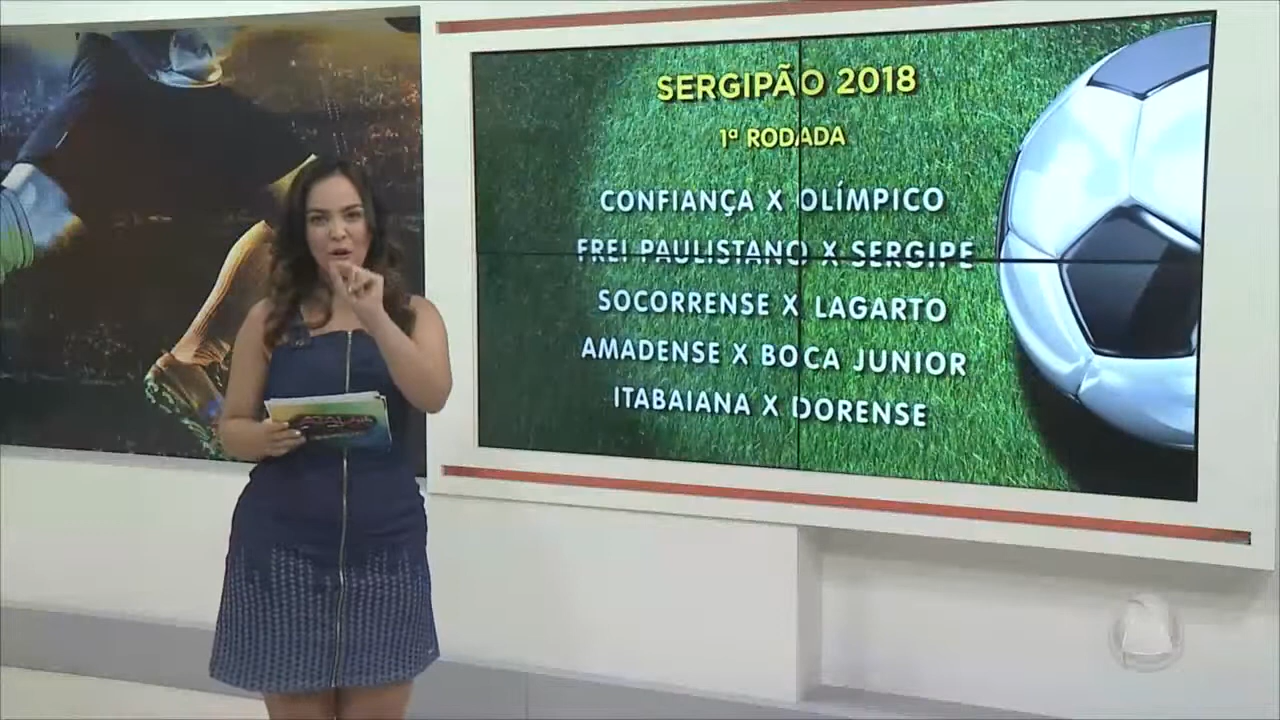 SERGIPÃO 2018
1ª RODADA
CONFIANÇA X OLÍMPICO
FREI PAULISTANO X SERGIPE
SOCORRENSE X LAGARTO
AMADENSE X BOCA JUNIOR
ITABAIANA X DORENSE